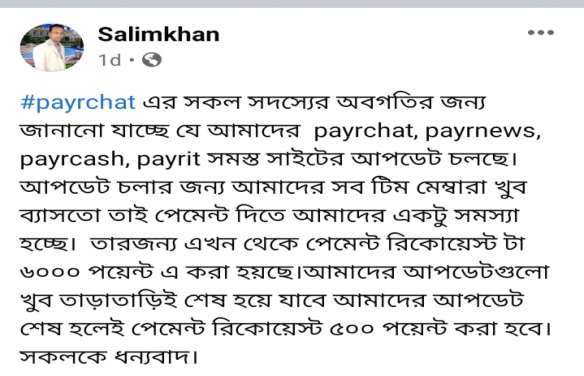 Salimkhan
1d
#payrchat এর সকল সদস্যের অবগতির জন্য
জানানো যাচ্ছে যে আমাদের payrchat, payrnews,
payrcash, payrit সমস্ত সাইটের আপডেট চলছে।
আপডেট চলার জন্য আমাদের সব টিম মেম্বারা খুব
ব্যাসতো তাই পেমেন্ট দিতে আমাদের একটু সমস্যা
হচ্ছে। তারজন্য এখন থেকে পেমেন্ট রিকোয়েস্ট টা
৬০০০ পয়েন্ট এ করা হয়ছে।আমাদের আপডেটগুলো
খুব তাড়াতাড়িই শেষ হয়ে যাবে আমাদের আপডেট
শেষ হলেই পেমেন্ট রিকোয়েস্ট ৫০০ পয়েন্ট করা হবে।
সকলকে ধন্যবাদ।